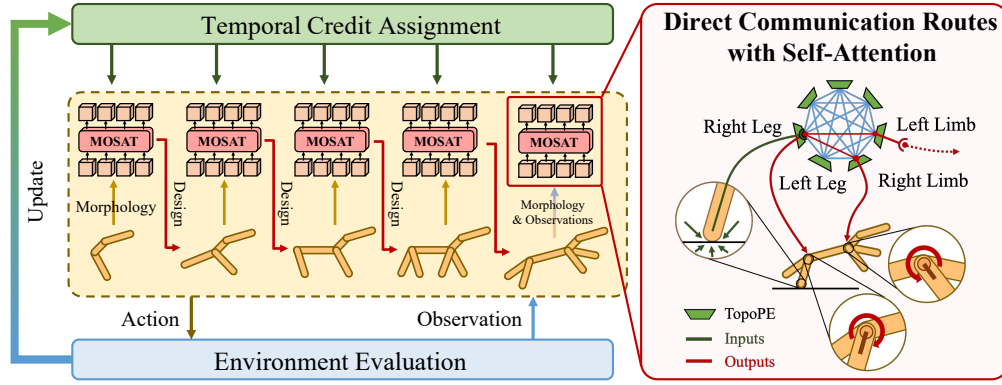 Temporal Credit Assignment
Update
MOSAT
MOSAT
MOSAT
MOSAT
MOSAT
Morphology
Design
Design
Design
Design
Morphology
& Observations
Action
Observation
Environment Evaluation
Direct Communication Routes
with Self-Attention
Right Leg
Left Limb
Left Leg
Right Limb
TopoPE
Inputs
Outputs